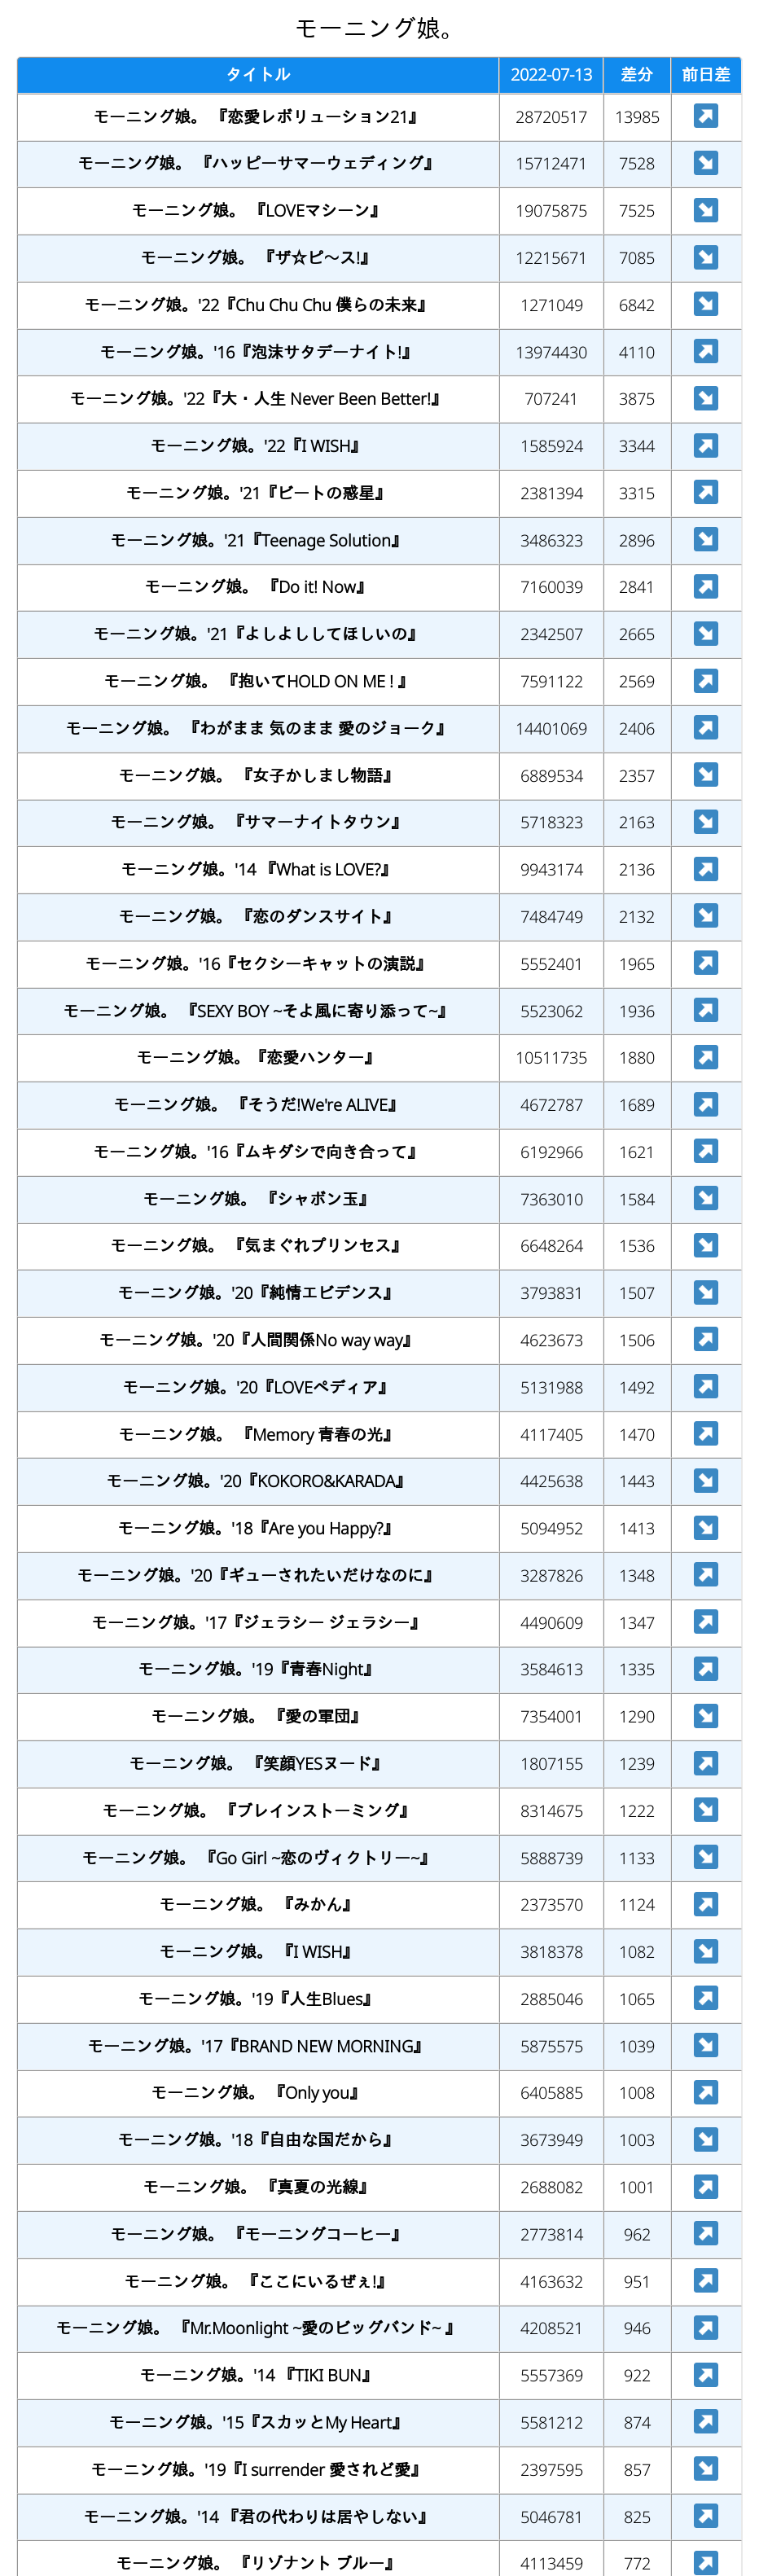 モーニング娘。
タイトル 2022-07-13 差分 前日差
モーニング娘。 『恋愛レボリューション21』 28720517 13985
モーニング娘。 『ハッピーサマーウェディング』 15712471 7528
モーニング娘。 『LOVEマシーン』 19075875 7525
モーニング娘。 『ザ☆ピ〜ス!』 12215671 7085
モーニング娘。'22『Chu Chu Chu 僕らの未来』 1271049 6842
モーニング娘。'16『泡沫サタデーナイト!』 13974430 4110
モーニング娘。'22『大・人生 Never Been Better!』 707241 3875
モーニング娘。'22『I WISH』 1585924 3344
モーニング娘。'21『ビートの惑星』 2381394 3315
モーニング娘。'21『Teenage Solution』 3486323 2896
モーニング娘。 『Do it! Now』 7160039 2841
モーニング娘。'21『よしよししてほしいの』 2342507 2665
モーニング娘。 『抱いてHOLD ON ME ! 』 7591122 2569
モーニング娘。 『わがまま 気のまま 愛のジョーク』 14401069 2406
モーニング娘。 『女子かしまし物語』 6889534 2357
モーニング娘。 『サマーナイトタウン』 5718323 2163
モーニング娘。'14 『What is LOVE?』 9943174 2136
モーニング娘。 『恋のダンスサイト』 7484749 2132
モーニング娘。'16『セクシーキャットの演説』 5552401 1965
モーニング娘。 『SEXY BOY ~そよ風に寄り添って~』 5523062 1936
モーニング娘。『恋愛ハンター』 10511735 1880
モーニング娘。 『そうだ!We're ALIVE』 4672787 1689
モーニング娘。'16『ムキダシで向き合って』 6192966 1621
モーニング娘。 『シャボン玉』 7363010 1584
モーニング娘。 『気まぐれプリンセス』 6648264 1536
モーニング娘。'20『純情エビデンス』 3793831 1507
モーニング娘。'20『人間関係No way way』 4623673 1506
モーニング娘。'20『LOVEペディア』 5131988 1492
モーニング娘。 『Memory 青春の光』 4117405 1470
モーニング娘。'20『KOKORO&KARADA』 4425638 1443
モーニング娘。'18『Are you Happy?』 5094952 1413
モーニング娘。'20『ギューされたいだけなのに』 3287826 1348
モーニング娘。'17『ジェラシー ジェラシー』 4490609 1347
モーニング娘。'19『青春Night』 3584613 1335
モーニング娘。 『愛の軍団』 7354001 1290
モーニング娘。 『笑顔YESヌード』 1807155 1239
モーニング娘。 『ブレインストーミング』 8314675 1222
モーニング娘。 『Go Girl ~恋のヴィクトリー~』 5888739 1133
モーニング娘。 『みかん』 2373570 1124
モーニング娘。 『I WISH』 3818378 1082
モーニング娘。'19『人生Blues』 2885046 1065
モーニング娘。'17『BRAND NEW MORNING』 5875575 1039
モーニング娘。 『Only you』 6405885 1008
モーニング娘。'18『自由な国だから』 3673949 1003
モーニング娘。 『真夏の光線』 2688082 1001
モーニング娘。 『モーニングコーヒー』 2773814 962
モーニング娘。 『ここにいるぜぇ!』 4163632 951
モーニング娘。 『Mr.Moonlight ~愛のビッグバンド~ 』 4208521 946
モーニング娘。'14 『TIKI BUN』 5557369 922
モーニング娘。'15『スカッとMy Heart』 5581212 874
モーニング娘。'19『I surrender 愛されど愛』 2397595 857
モーニング娘。'14 『君の代わりは居やしない』 5046781 825
モーニング娘。 『リゾナント ブルー』 4113459 772